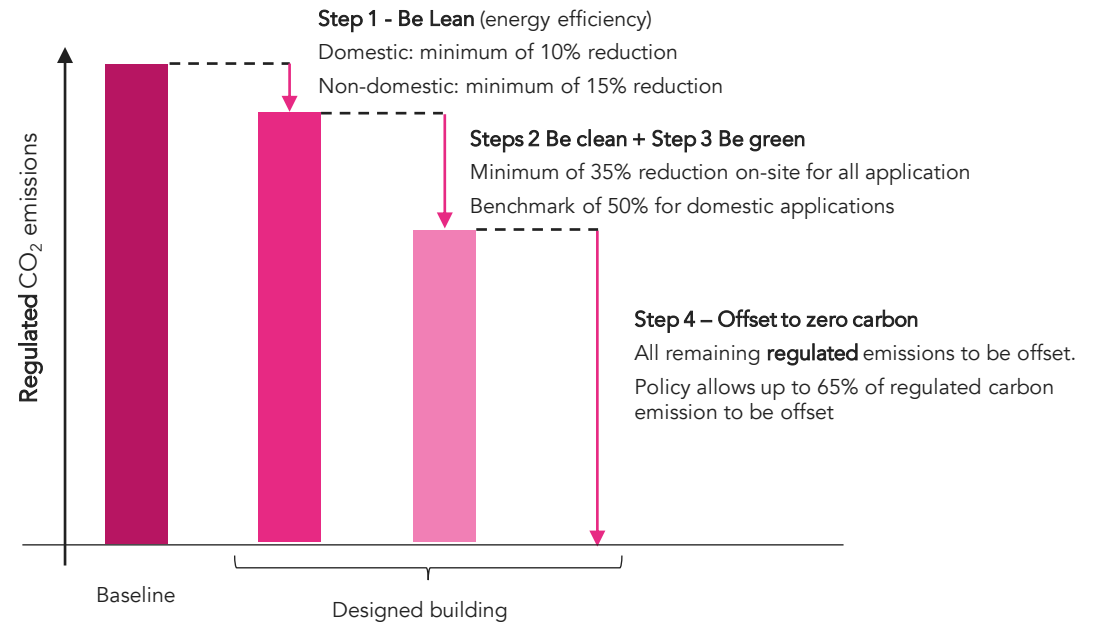 Step 1 - Be Lean (energy efficiency)
Domestic: minimum of 10% reduction
Non-domestic: minimum of 15% reduction
Steps 2 Be clean + Step 3 Be green
Minimum of 35% reduction on-site for all application
Benchmark of 50% for domestic applications
Regulated CO₂ emissions
Step 4 – Offset to zero carbon
All remaining regulated emissions to be offset.
Policy allows up to 65% of regulated carbon
emission to be offset
Baseline
Designed building